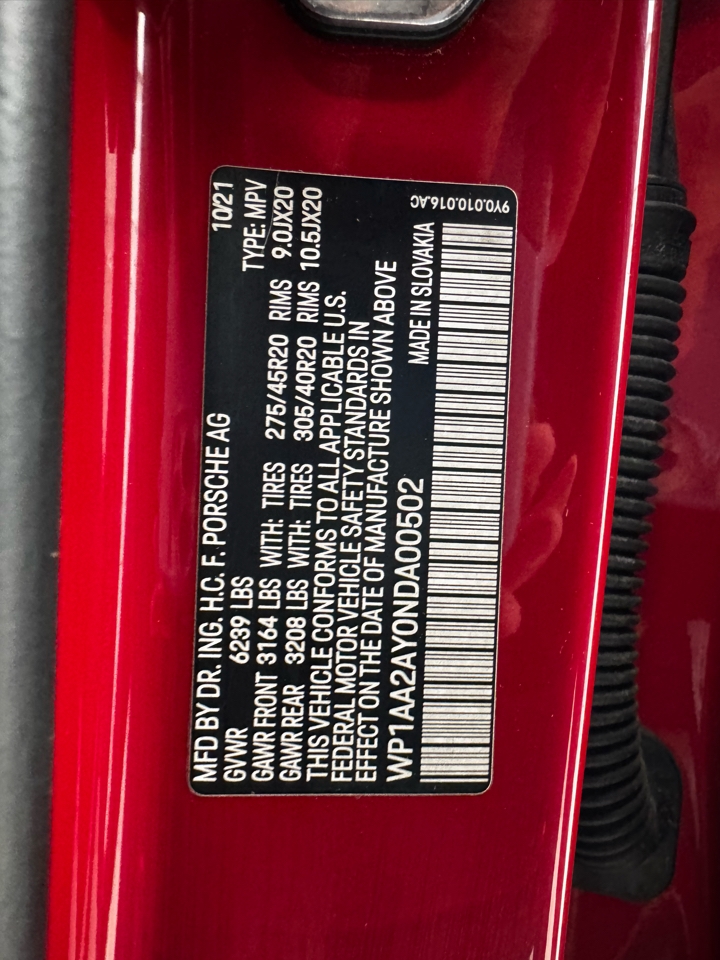 MFD BY DR. ING. H.C. F. PORSCHE AG 10/21
GVWR 6239 LBS TYPE: MPV
GAWR FRONT 3164 LBS WITH: TIRES 275/45R20 RIMS 9.0JX20
GAWR REAR 3208 LBS WITH: TIRES 305/40R20 RIMS 10.5JX20
THIS VEHICLE CONFORMS TO ALL APPLICABLE U.S.
FEDERAL MOTOR VEHICLE SAFETY STANDARDS IN
EFFECT ON THE DATE OF MANUFACTURE SHOWN ABOVE
WP1AA2AY0NDA00502 MADE IN SLOVAKIA
9Y0.010.016.AC